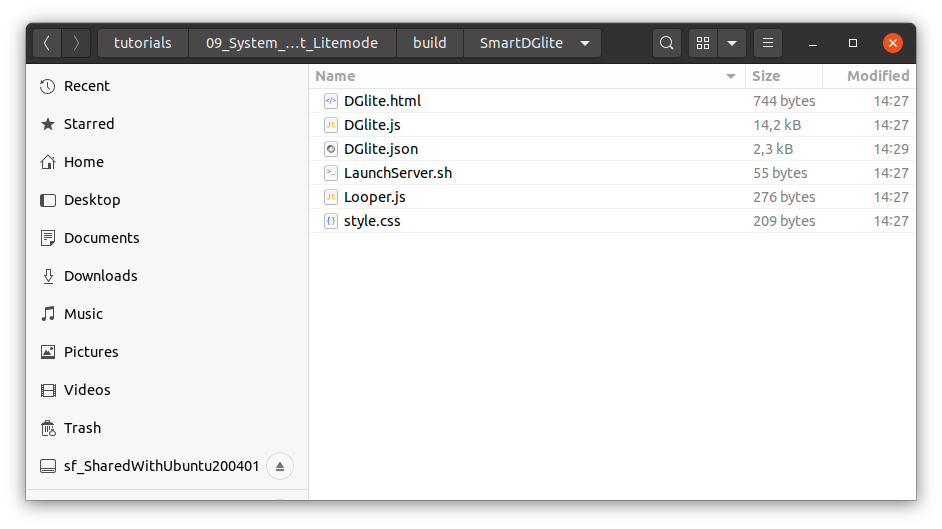 tutorials 09_System_...t_Litemode build SmartDGlite
Name Size Modified
Recent
Starred
Home
Desktop
Documents
Downloads
Music
Pictures
Videos
Trash
sf_SharedWithUbuntu200401
DGlite.html 744 bytes 14:27
DGlite.js 14,2 kB 14:27
DGlite.json 2,3 kB 14:29
LaunchServer.sh 55 bytes 14:27
Looper.js 276 bytes 14:27
style.css 209 bytes 14:27